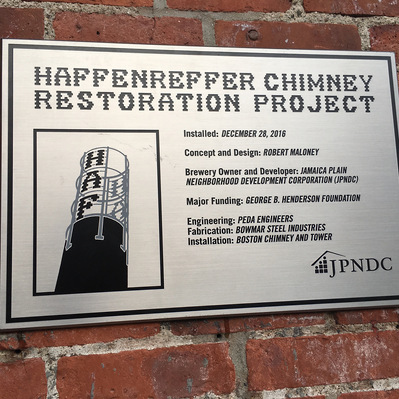 HAFFENREFFER CHIMNEY
RESTORATION PROJECT
Installed: DECEMBER 28, 2016
Concept and Design: ROBERT MALONEY
Brewery Owner and Developer: JAMAICA PLAIN
NEIGHBORHOOD DEVELOPMENT CORPORATION (JPNDC)
Major Funding: GEORGE B. HENDERSON FOUNDATION
Engineering: PEDA ENGINEERS
Fabrication: BOWMAR STEEL INDUSTRIES
Installation: BOSTON CHIMNEY AND TOWER
HAFF
JPNDC